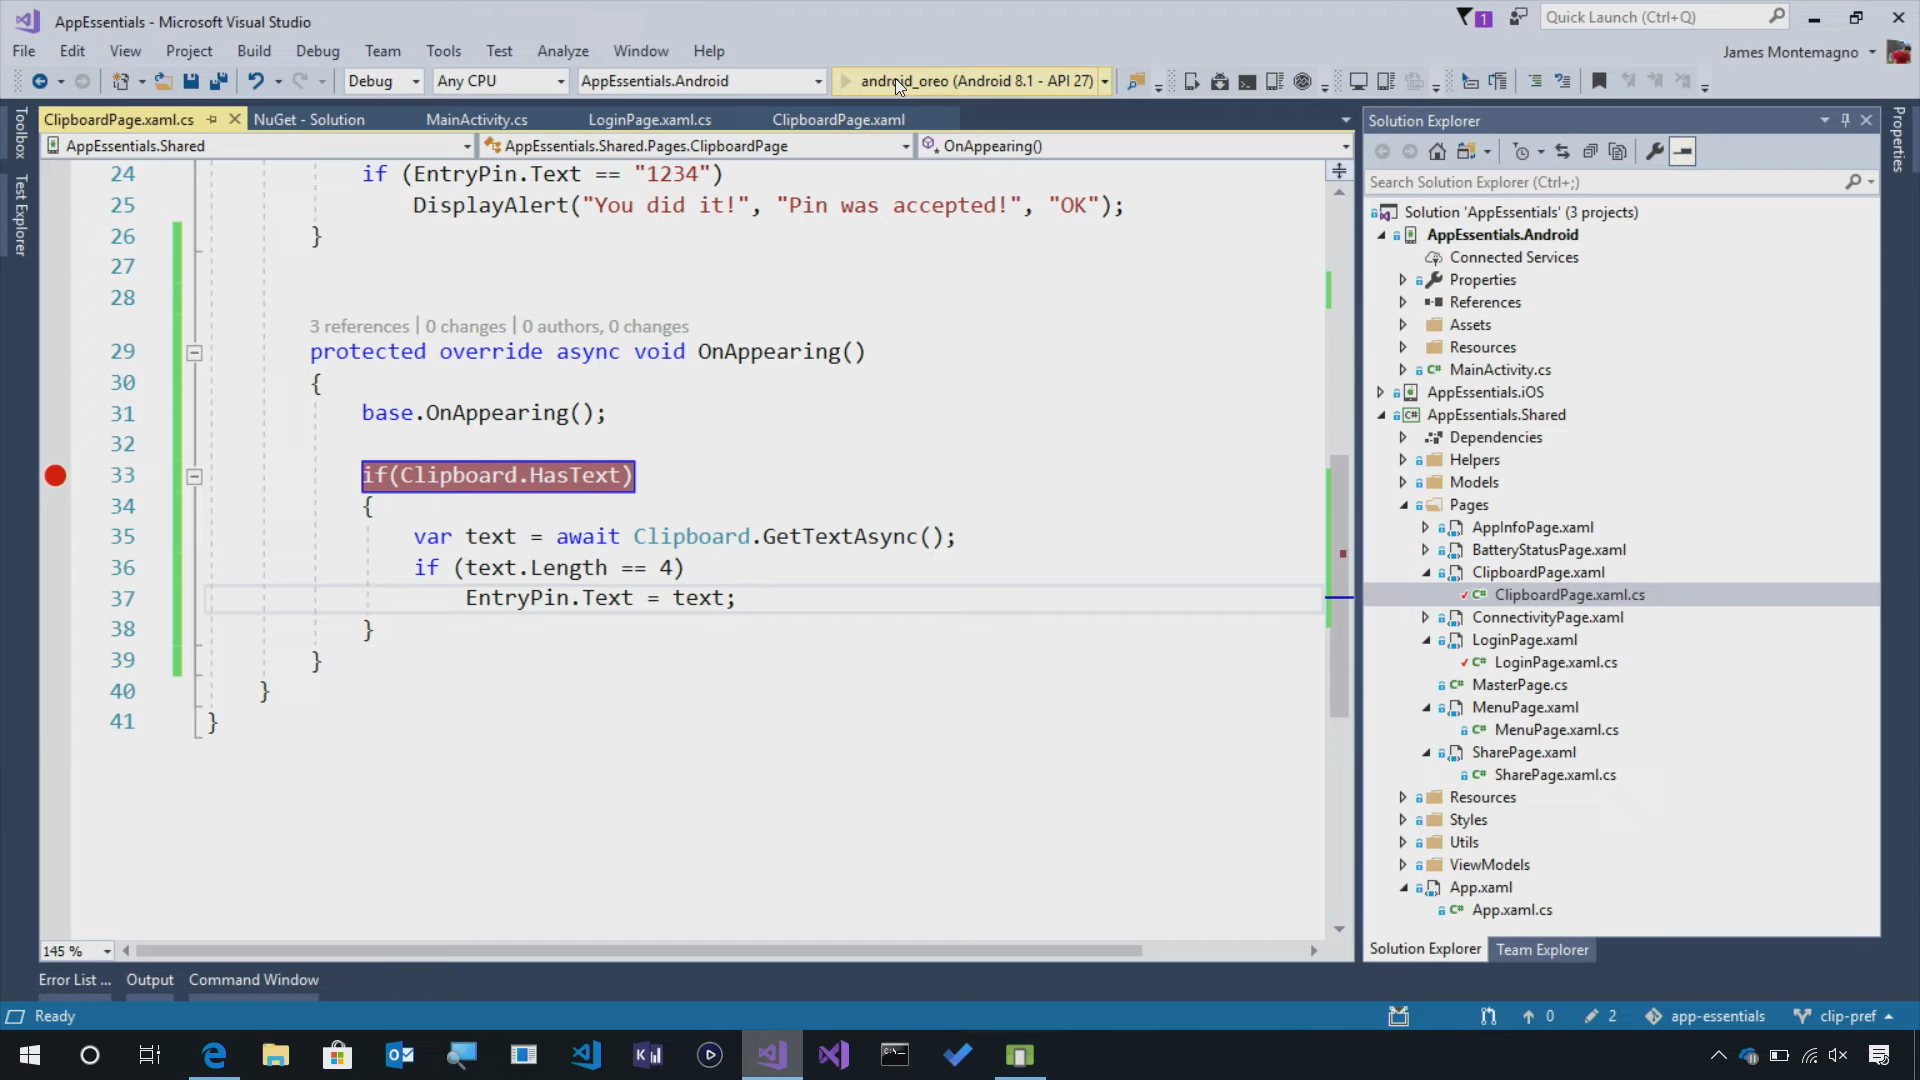 AppEssentials - Microsoft Visual Studio
1
Quick Launch (Ctrl+Q)
File Edit View Project Build Debug Team Tools Test Analyze Window Help
James Montemagno
Debug Any CPU AppEssentials.Android android_oreo (Android 8.1 - API 27)
Toolbox
Test Explorer
ClipboardPage.xaml.cs NuGet - Solution MainActivity.cs LoginPage.xaml.cs ClipboardPage.xaml
AppEssentials.Shared AppEssentials.Shared.Pages.ClipboardPage OnAppearing()
24 if (EntryPin.Text == "1234")
25 DisplayAlert("You did it!", "Pin was accepted!", "OK");
26 }
27
28
3 references | 0 changes | 0 authors, 0 changes
29 protected override async void OnAppearing()
30 {
31 base.OnAppearing();
32
33 if(Clipboard.HasText)
34 {
35 var text = await Clipboard.GetTextAsync();
36 if (text.Length == 4)
37 EntryPin.Text = text;
38 }
39 }
40 }
41 }
145 %
Solution Explorer
Search Solution Explorer (Ctrl+;)
Solution 'AppEssentials' (3 projects)
AppEssentials.Android
Connected Services
Properties
References
Assets
Resources
C# MainActivity.cs
AppEssentials.iOS
C# AppEssentials.Shared
Dependencies
Helpers
Models
Pages
AppInfoPage.xaml
BatteryStatusPage.xaml
ClipboardPage.xaml
C# ClipboardPage.xaml.cs
ConnectivityPage.xaml
LoginPage.xaml
C# LoginPage.xaml.cs
C# MasterPage.cs
MenuPage.xaml
C# MenuPage.xaml.cs
SharePage.xaml
C# SharePage.xaml.cs
Resources
Styles
Utils
ViewModels
App.xaml
C# App.xaml.cs
Solution Explorer Team Explorer
Properties
Error List ... Output Command Window
Ready
0 2 app-essentials clip-pref